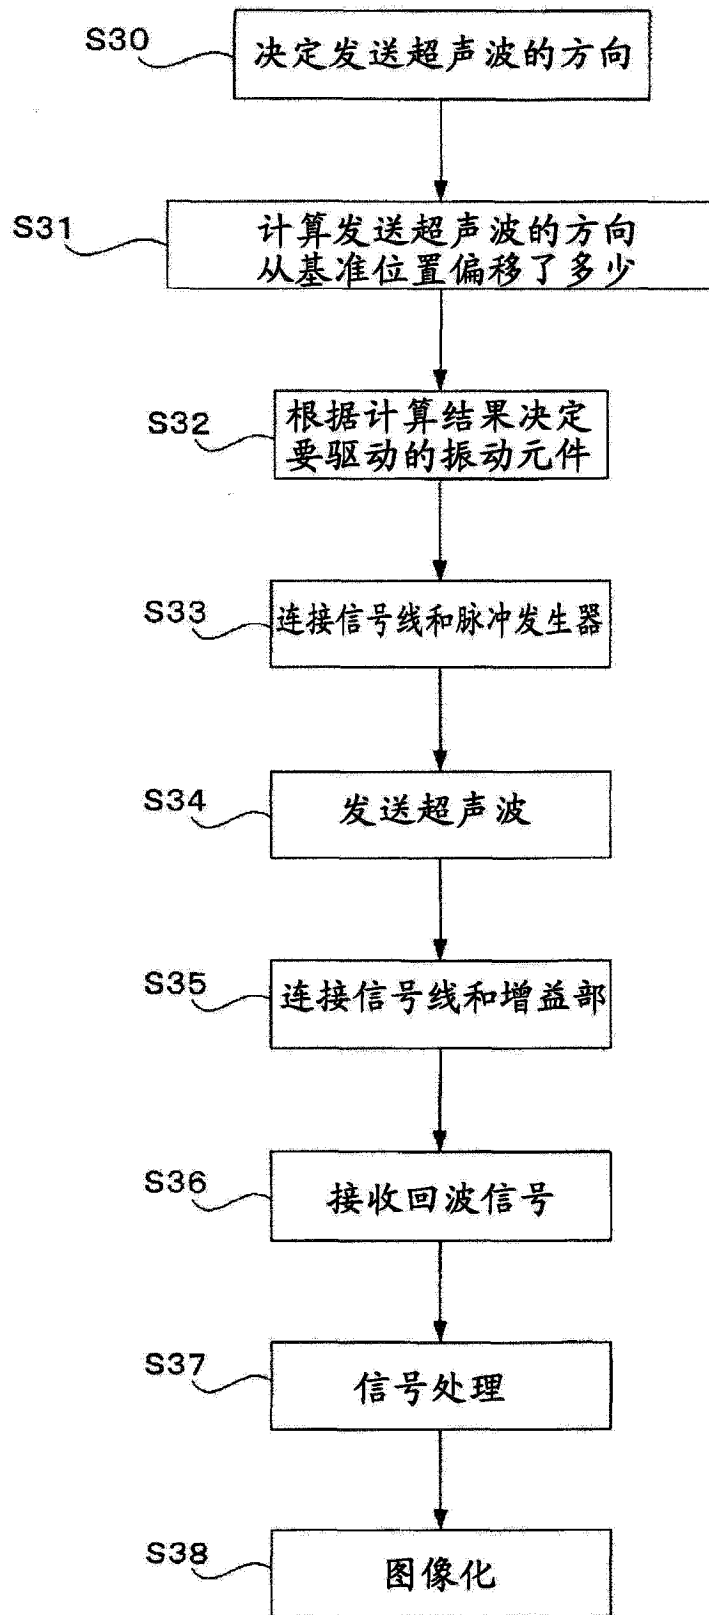 S30
决定发送超声波的方向
S31
计算发送超声波的方向
从基准位置偏移了多少
S32
根据计算结果决定
要驱动的振动元件
S33
连接信号线和脉冲发生器
S34
发送超声波
S35
连接信号线和增益部
S36
接收回波信号
S37
信号处理
S38
图像化